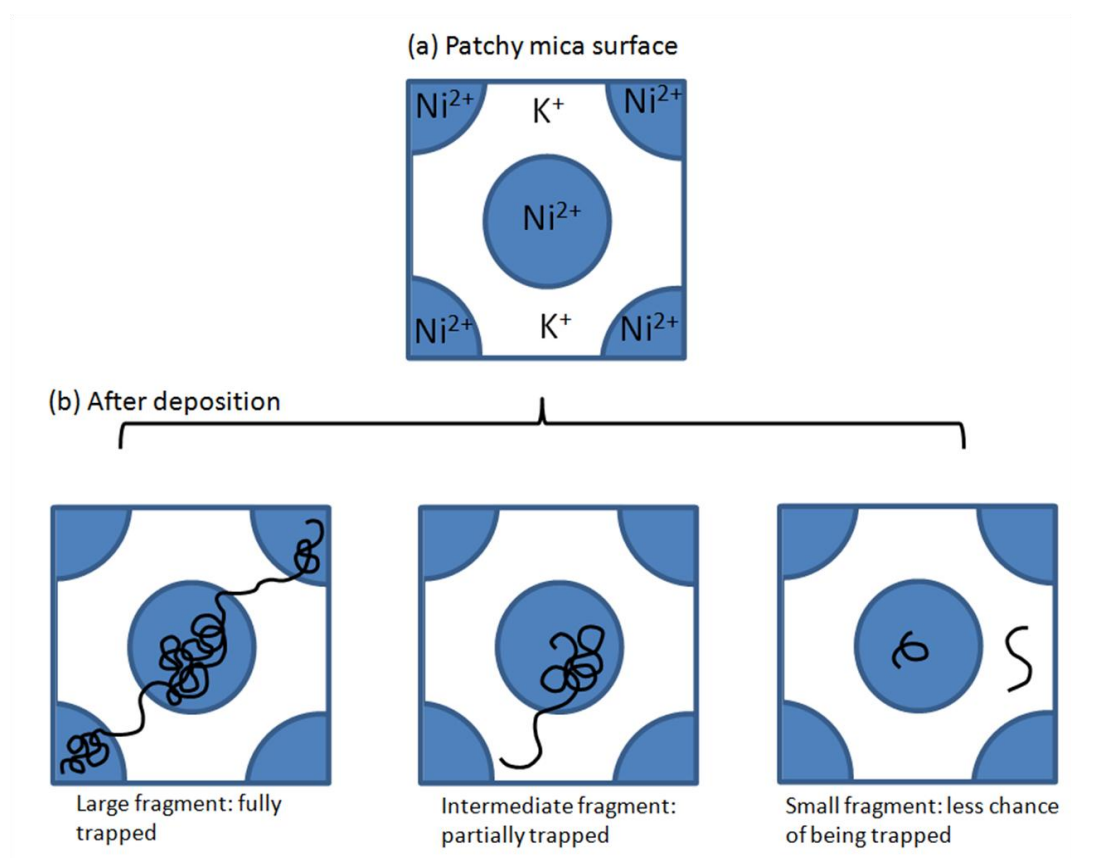 (a) Patchy mica surface
Ni²⁺ K⁺ Ni²⁺
Ni²⁺
Ni²⁺ K⁺ Ni²⁺
(b) After deposition
Large fragment: fully
trapped
Intermediate fragment:
partially trapped
Small fragment: less chance
of being trapped